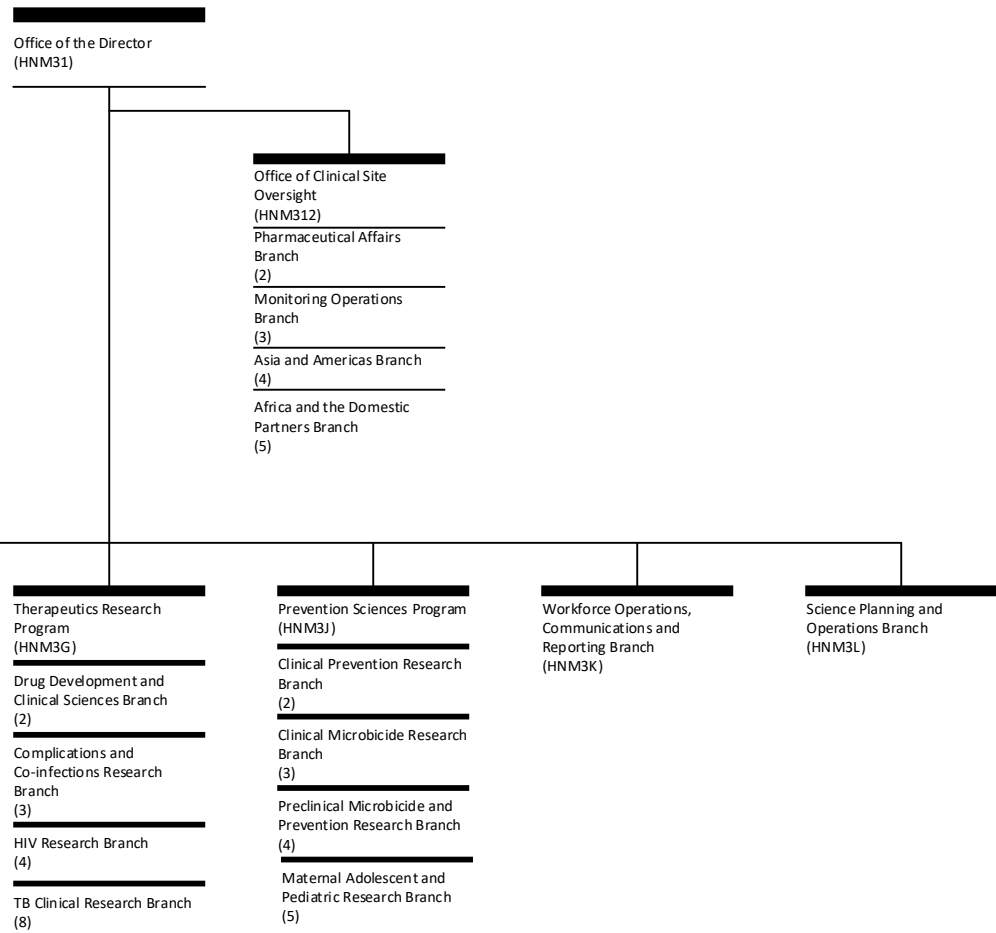 Office of the Director
(HNM31)
Office of Clinical Site
Oversight
(HNM312)
Pharmaceutical Affairs
Branch
(2)
Monitoring Operations
Branch
(3)
Asia and Americas Branch
(4)
Africa and the Domestic
Partners Branch
(5)
Therapeutics Research
Program
(HNM3G)
Drug Development and
Clinical Sciences Branch
(2)
Complications and
Co-infections Research
Branch
(3)
HIV Research Branch
(4)
TB Clinical Research Branch
(8)
Prevention Sciences Program
(HNM3J)
Clinical Prevention Research
Branch
(2)
Clinical Microbicide Research
Branch
(3)
Preclinical Microbicide and
Prevention Research Branch
(4)
Maternal Adolescent and
Pediatric Research Branch
(5)
Workforce Operations,
Communications and
Reporting Branch
(HNM3K)
Science Planning and
Operations Branch
(HNM3L)